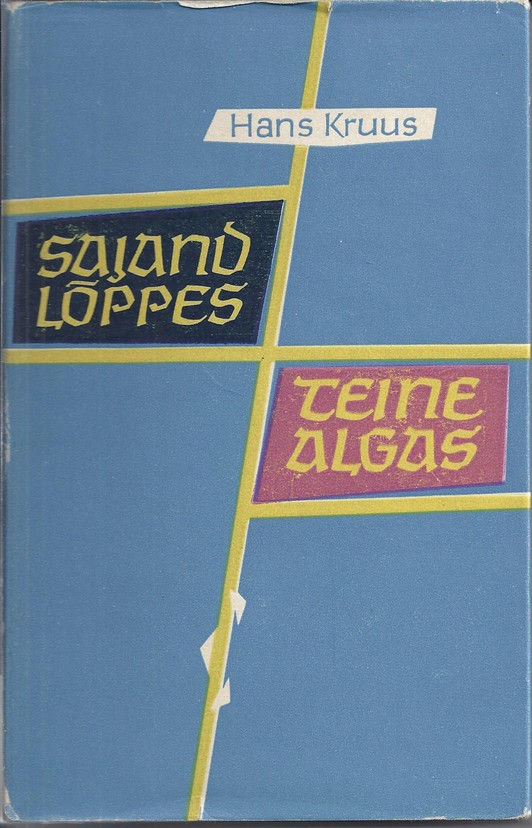 Hans Kruus
SAJAND
LÕPPES
TEINE
ALGAS